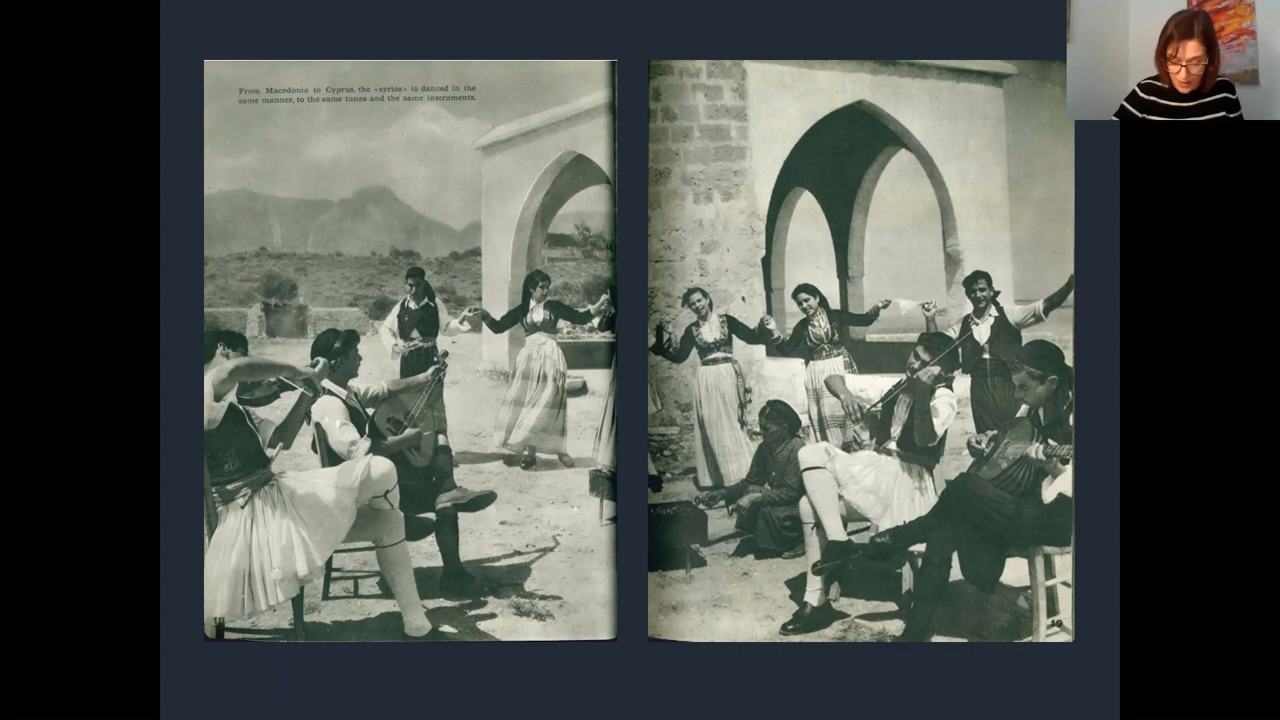 From Macedonia to Cyprus, the «syrtos» is danced in the
same manner, to the same tunes and the same instruments.
18
19